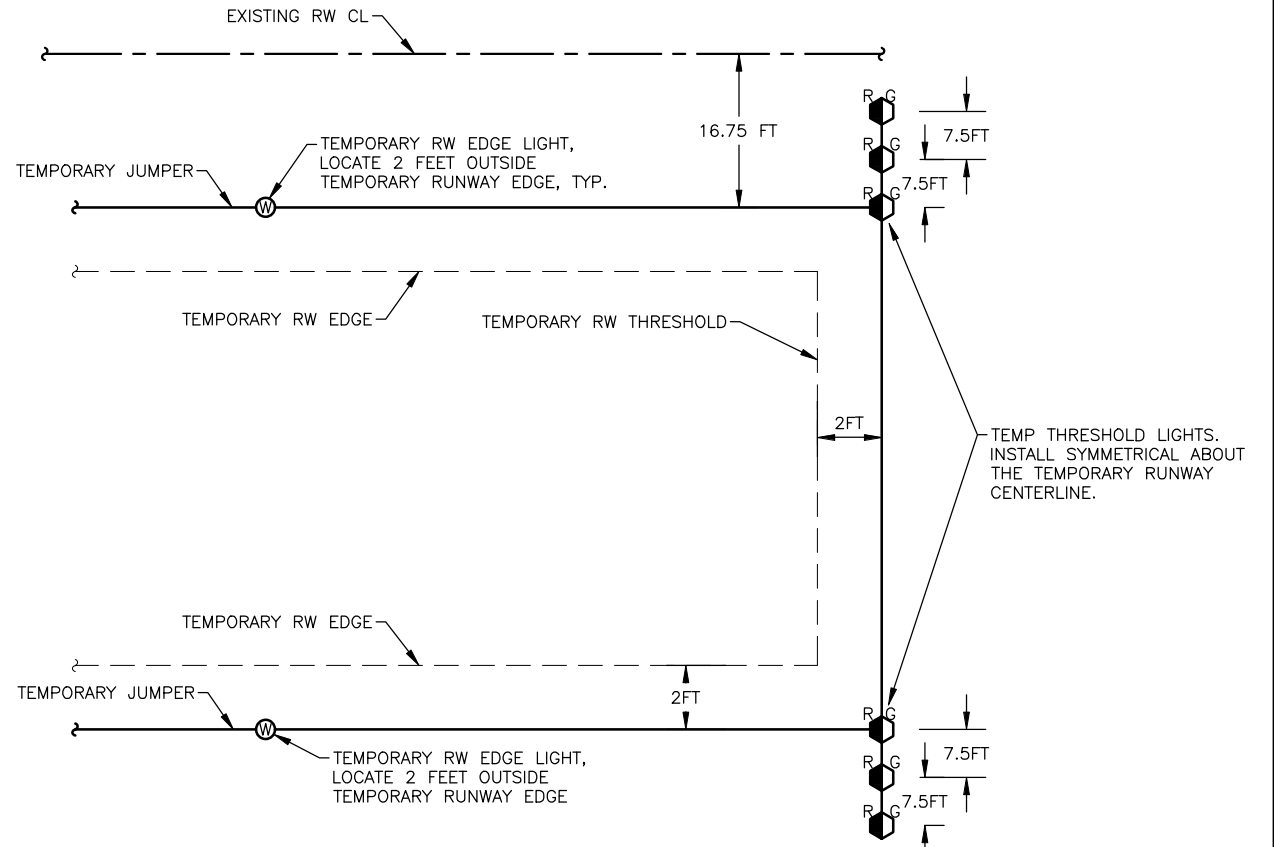 EXISTING RW CL
R G
7.5FT
16.75 FT
TEMPORARY RW EDGE LIGHT,
LOCATE 2 FEET OUTSIDE
TEMPORARY RUNWAY EDGE, TYP.
R G
TEMPORARY JUMPER
7.5FT
W
R G
TEMPORARY RW EDGE
TEMPORARY RW THRESHOLD
2FT
TEMP THRESHOLD LIGHTS.
INSTALL SYMMETRICAL ABOUT
THE TEMPORARY RUNWAY
CENTERLINE.
TEMPORARY RW EDGE
TEMPORARY JUMPER
2FT
R G
W
7.5FT
TEMPORARY RW EDGE LIGHT,
LOCATE 2 FEET OUTSIDE
TEMPORARY RUNWAY EDGE
R G
7.5FT
R G